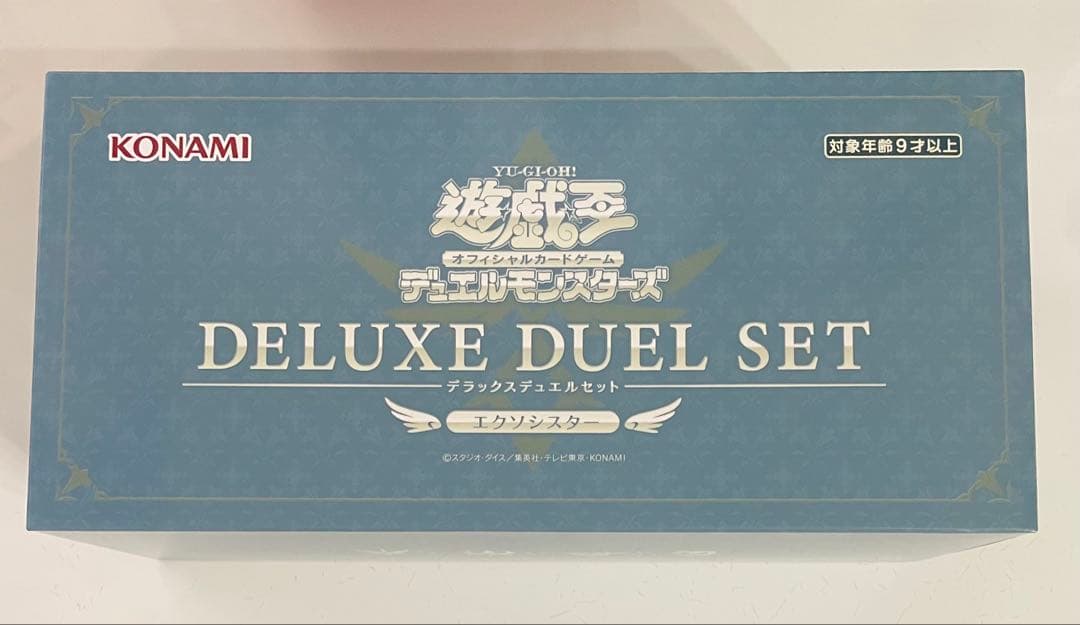 KONAMI
対象年齢9才以上
YU-GI-OH!
遊戯王
オフィシャルカードゲーム
デュエルモンスターズ
DELUXE DUEL SET
デラックスデュエルセット
エクソシスター
©スタジオ・ダイス／集英社・テレビ東京・KONAMI